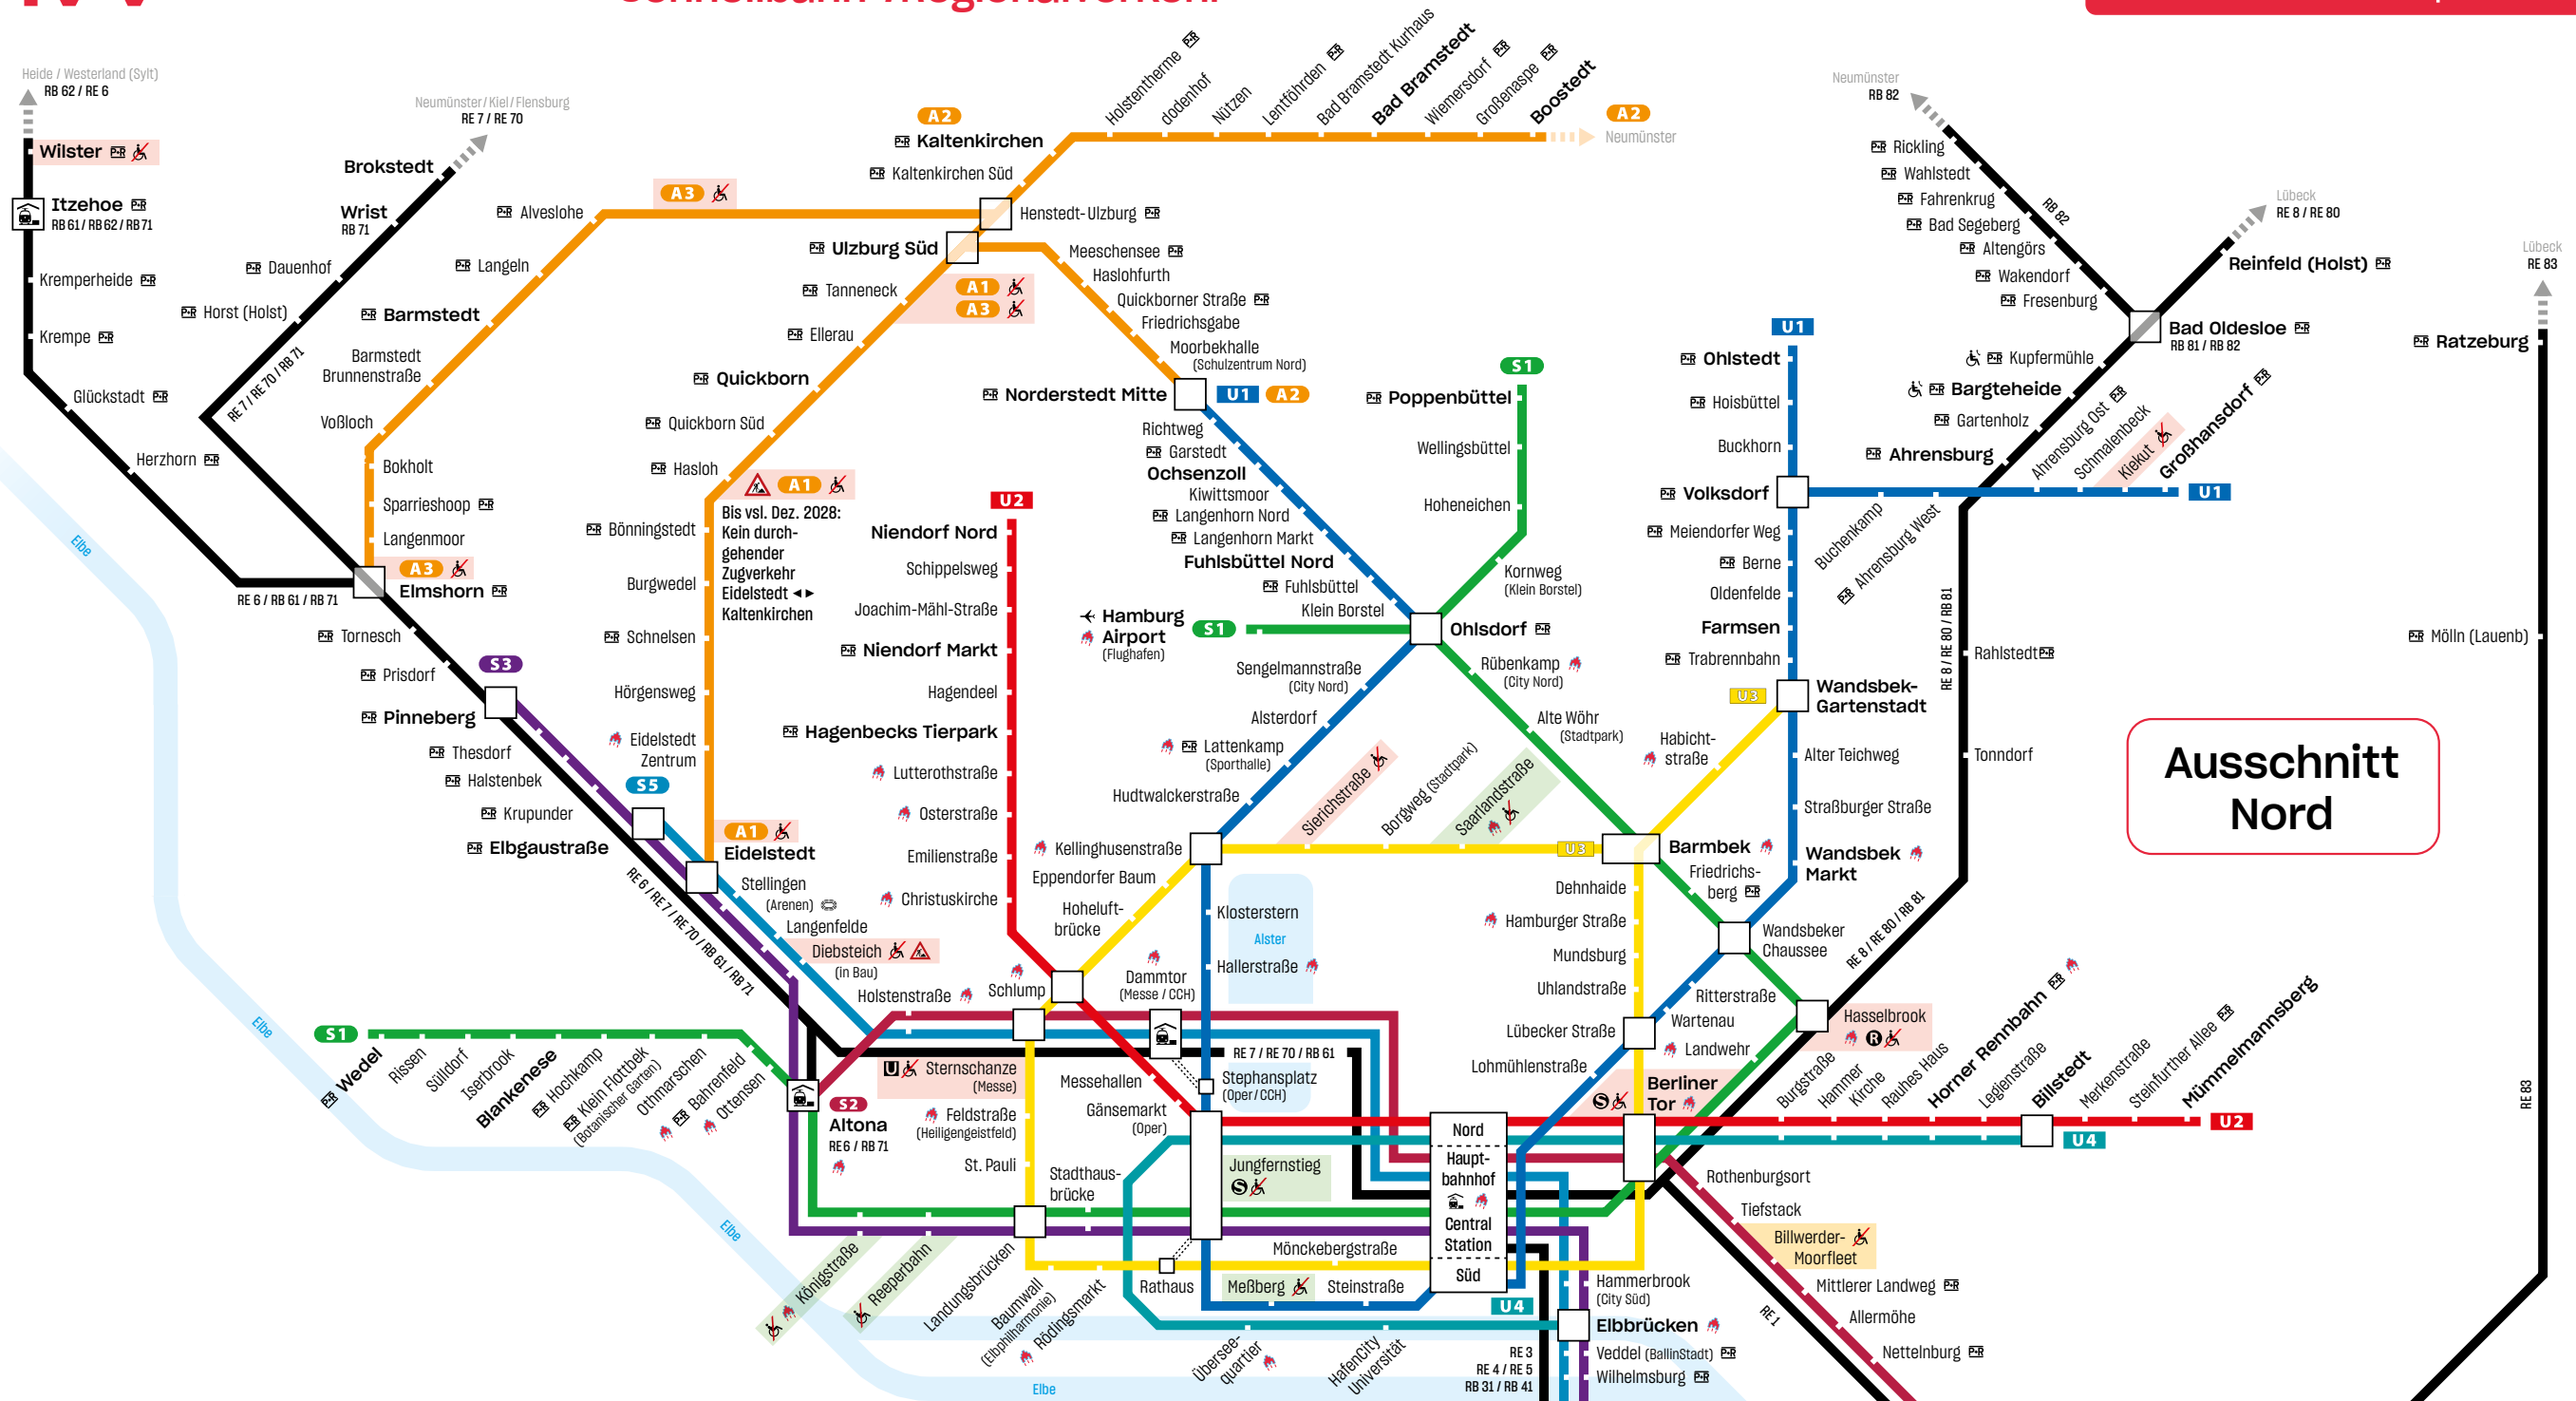 Heide / Westerland (Sylt)
RB 62 / RE 6
Wilster
Itzehoe
RB 61 / RB 62 / RB 71
Kremperheide
Krempe
Glückstadt
Herzhorn
RE 6 / RB 61 / RB 71
Neumünster/ Kiel / Flensburg
RE 7 / RE 70
Brokstedt
Wrist
RB 71
Dauenhof
Horst (Holst)
RE 7 / RE 70 / RB 71
A3
Alveslohe
Langeln
Barmstedt
Barmstedt
Brunnenstraße
Voßloch
Bokholt
Sparrieshoop
Langenmoor
A3
Elmshorn
Tornesch
Prisdorf
S3
Pinneberg
Thesdorf
Halstenbek
Krupunder
Elbgaustraße
S5
RE 6 / RE 7 / RE 70 / RB 61 / RB 71
A2
Kaltenkirchen
Kaltenkirchen Süd
Henstedt-Ulzburg
Ulzburg Süd
A1
A3
Tanneneck
Ellerau
Quickborn
Quickborn Süd
Hasloh
A1
Bis vsl. Dez. 2028:
Kein durch-
gehender
Zugverkehr
Eidelstedt ◄►
Kaltenkirchen
Bönningstedt
Burgwedel
Schnelsen
Hörgensweg
Eidelstedt
Zentrum
A1
Eidelstedt
Stellingen
(Arenen)
Langenfelde
Diebsteich
(in Bau)
Holstenstraße
Holstentherme
dodenhof
Nützen
Lentföhrden
Bad Bramstedt Kurhaus
Bad Bramstedt
Wiemersdorf
Großenaspe
Boostedt
A2
Neumünster
Meeschensee
Haslohfurth
Quickborner Straße
Friedrichsgabe
Moorbekhalle
(Schulzentrum Nord)
Norderstedt Mitte
U1
A2
Richtweg
Garstedt
Ochsenzoll
Kiwittsmoor
Langenhorn Nord
Langenhorn Markt
Fuhlsbüttel Nord
Fuhlsbüttel
Klein Borstel
Hamburg
Airport
(Flughafen)
S1
Ohlsdorf
Sengelmannstraße
(City Nord)
Alsterdorf
Lattenkamp
(Sporthalle)
Hudtwalckerstraße
Kellinghusenstraße
Eppendorfer Baum
Hoheluft-
brücke
U2
Niendorf Nord
Schippelsweg
Joachim-Mähl-Straße
Niendorf Markt
Hagendeel
Hagenbecks Tierpark
Lutterothstraße
Osterstraße
Emilienstraße
Christuskirche
Schlump
S1
Poppenbüttel
Wellingsbüttel
Hoheneichen
Kornweg
(Klein Borstel)
Rübenkamp
(City Nord)
Alte Wöhr
(Stadtpark)
Sierichstraße
Borgweg (Stadtpark)
Saarlandstraße
U3
Barmbek
Habicht-
straße
U3
Wandsbek-
Gartenstadt
U1
Ohlstedt
Hoisbüttel
Buckhorn
Volksdorf
Meiendorfer Weg
Berne
Oldenfelde
Farmsen
Trabrennbahn
Alter Teichweg
Straßburger Straße
Wandsbek
Markt
Friedrichs-
berg
Wandsbeker
Chaussee
Buchenkamp
Ahrensburg West
Ahrensburg Ost
Schmalenbeck
Kiekut
Großhansdorf
U1
Neumünster
RB 82
Rickling
Wahlstedt
Fahrenkrug
Bad Segeberg
Altengörs
Wakendorf
Fresenburg
RB 82
Lübeck
RE 8 / RE 80
Reinfeld (Holst)
Bad Oldesloe
RB 81 / RB 82
Kupfermühle
Bargteheide
Gartenholz
Ahrensburg
RE 8 / RE 80 / RB 81
Rahlstedt
Tonndorf
RE 8 / RE 80 / RB 81
Lübeck
RE 83
Ratzeburg
Mölln (Lauenb)
RE 83
Ausschnitt
Nord
Dehnhaide
Hamburger Straße
Mundsburg
Uhlandstraße
Lübecker Straße
Lohmühlenstraße
Ritterstraße
Wartenau
Landwehr
Hasselbrook
R
Berliner
Tor
S
Klosterstern
Alster
Hallerstraße
Dammtor
(Messe / CCH)
RE 7 / RE 70 / RB 61
Stephansplatz
(Oper / CCH)
U
Sternschanze
(Messe)
Messehallen
Gänsemarkt
(Oper)
Feldstraße
(Heiligengeistfeld)
St. Pauli
Stadthaus-
brücke
Jungfernstieg
S
S1
Wedel
Rissen
Sülldorf
Iserbrook
Blankenese
Hochkamp
Klein Flottbek
(Botanischer Garten)
Othmarschen
Bahrenfeld
Ottensen
S2
Altona
RE 6 / RB 71
Königstraße
Reeperbahn
Landungsbrücken
Baumwall
(Elbphilharmonie)
Rödingsmarkt
Rathaus
Mönckebergstraße
Meßberg
Steinstraße
Nord
Haupt-
bahnhof
Central
Station
Süd
U4
Übersee-
quartier
HafenCity
Universität
Elbbrücken
Hammerbrook
(City Süd)
Veddel (BallinStadt)
Wilhelmsburg
RE 3
RE 4 / RE 5
RB 31 / RB 41
Burgstraße
Hammer
Kirche
Rauhes Haus
Horner Rennbahn
Legienstraße
Billstedt
Merkenstraße
Steinfurther Allee
Mümmelmannsberg
U2
U4
Rothenburgsort
Tiefstack
Billwerder-
Moorfleet
Mittlerer Landweg
Allermöhe
Nettelnburg
RE 1
Elbe
Elbe
Elbe
Elbe